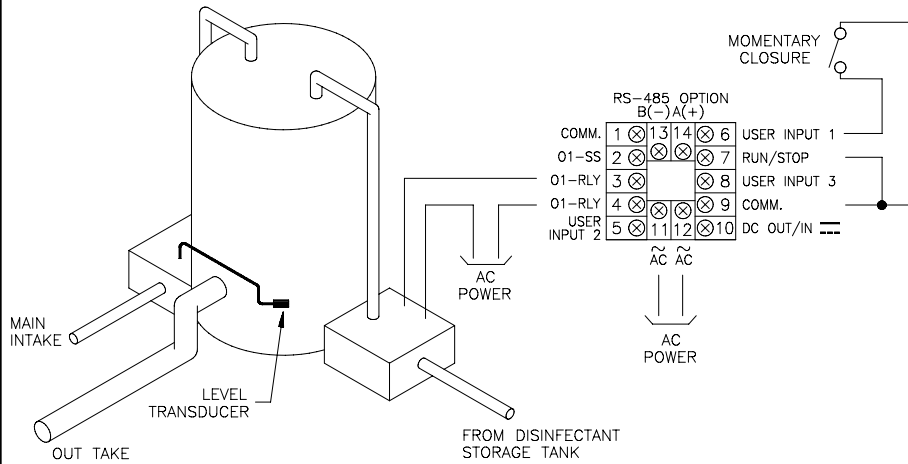 MOMENTARY
CLOSURE
RS-485 OPTION
B(-) A(+)
COMM. 1 13 14 6 USER INPUT 1
O1-SS 2 7 RUN/STOP
O1-RLY 3 8 USER INPUT 3
O1-RLY 4 9 COMM.
USER
INPUT 2 5 11 12 10 DC OUT/IN
~ ~
AC AC
AC
POWER
AC
POWER
MAIN
INTAKE
LEVEL
TRANSDUCER
OUT TAKE
FROM DISINFECTANT
STORAGE TANK